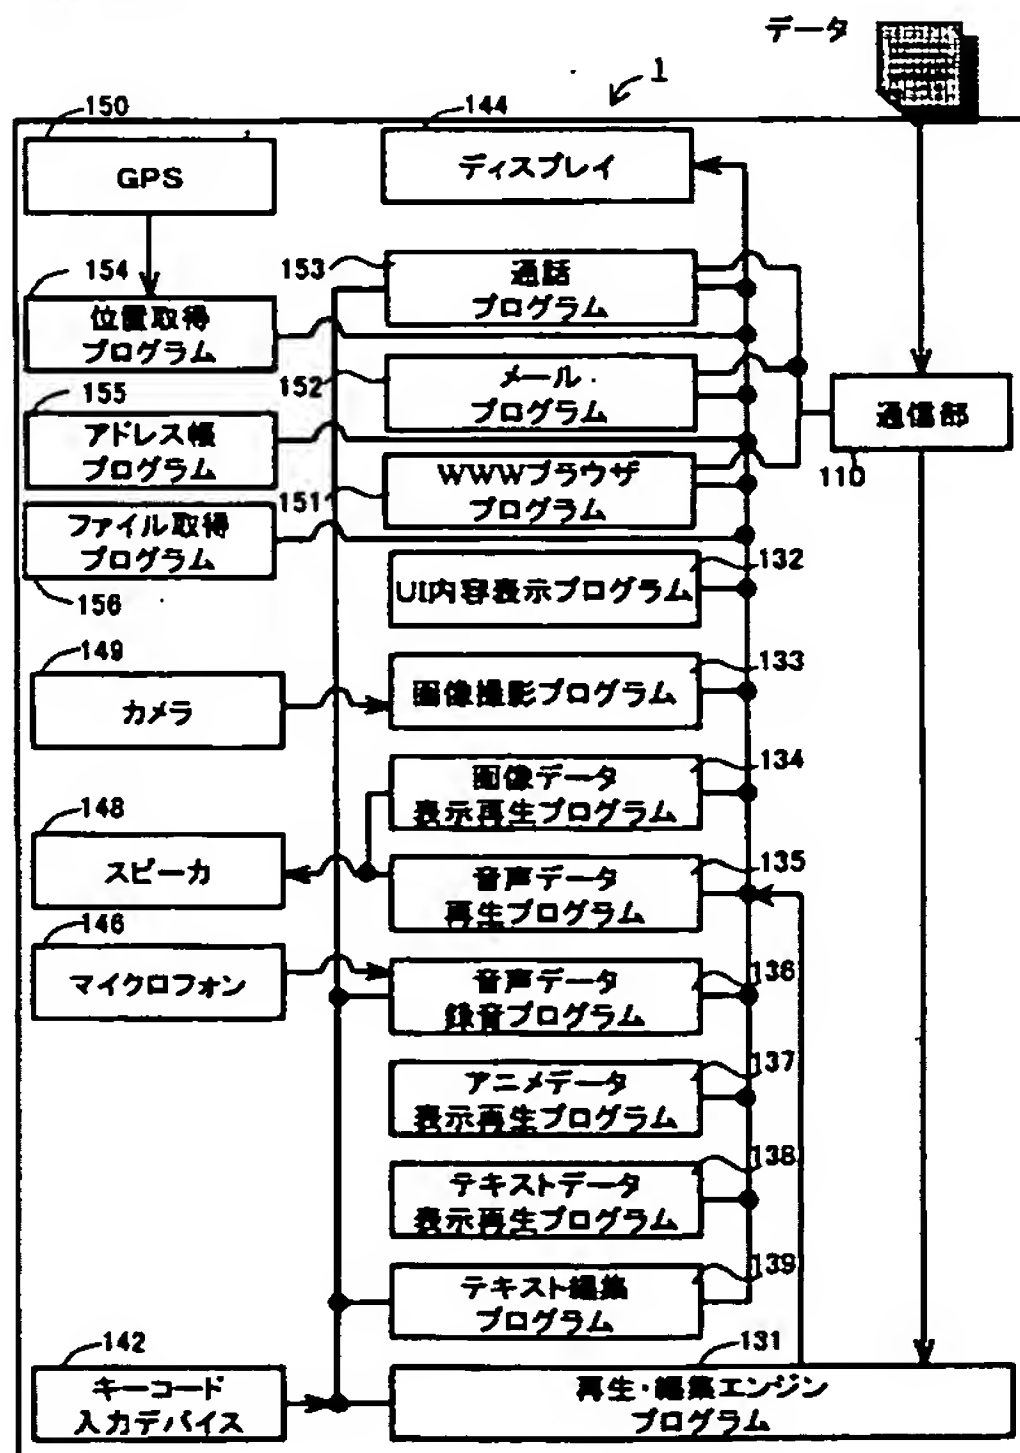 データ
1
150
144
GPS
ディスプレイ
153
通話
プログラム
154
位置取得
プログラム
152
メール
プログラム
155
アドレス帳
プログラム
通信部
110
151
WWWブラウザ
プログラム
ファイル取得
プログラム
156
132
UI内容表示プログラム
149
カメラ
133
画像撮影プログラム
134
画像データ
表示再生プログラム
148
スピーカ
135
音声データ
再生プログラム
146
マイクロフォン
136
音声データ
録音プログラム
137
アニメデータ
表示再生プログラム
138
テキストデータ
表示再生プログラム
139
テキスト編集
プログラム
142
キーコード
入力デバイス
131
再生・編集エンジン
プログラム